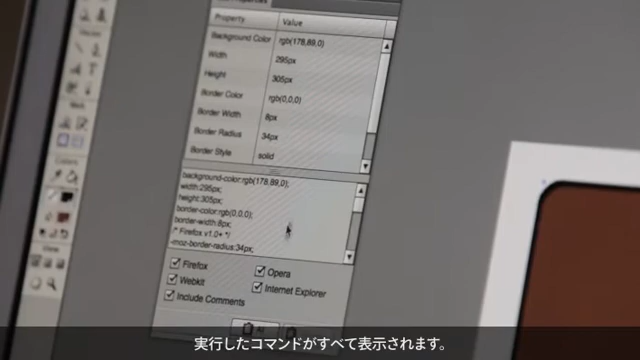 Property Value
Background Color rgb(178,89,0)
Width 295px
Height 305px
Border Color rgb(0,0,0)
Border Width 8px
Border Radius 34px
Border Style solid
background-color:rgb(178,89,0);
width:295px;
height:305px;
border-color:rgb(0,0,0);
border-width:8px;
/* Firefox v1.0+ */
-moz-border-radius:34px;
Firefox Opera
Webkit Internet Explorer
Include Comments
All
Colors
View
実行したコマンドがすべて表示されます。